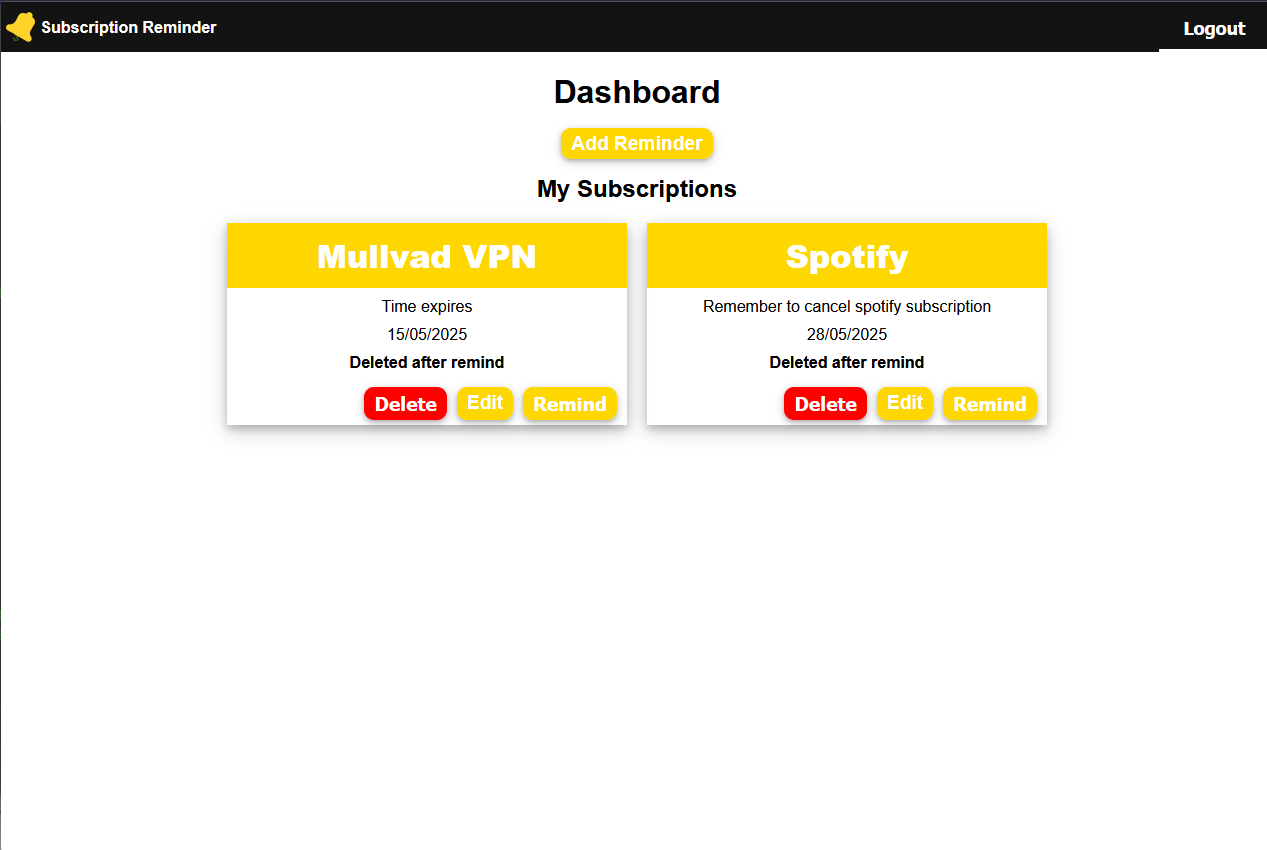 Subscription Reminder
Logout
Dashboard
Add Reminder
My Subscriptions
Mullvad VPN
Time expires
15/05/2025
Deleted after remind
Delete Edit Remind
Spotify
Remember to cancel spotify subscription
28/05/2025
Deleted after remind
Delete Edit Remind